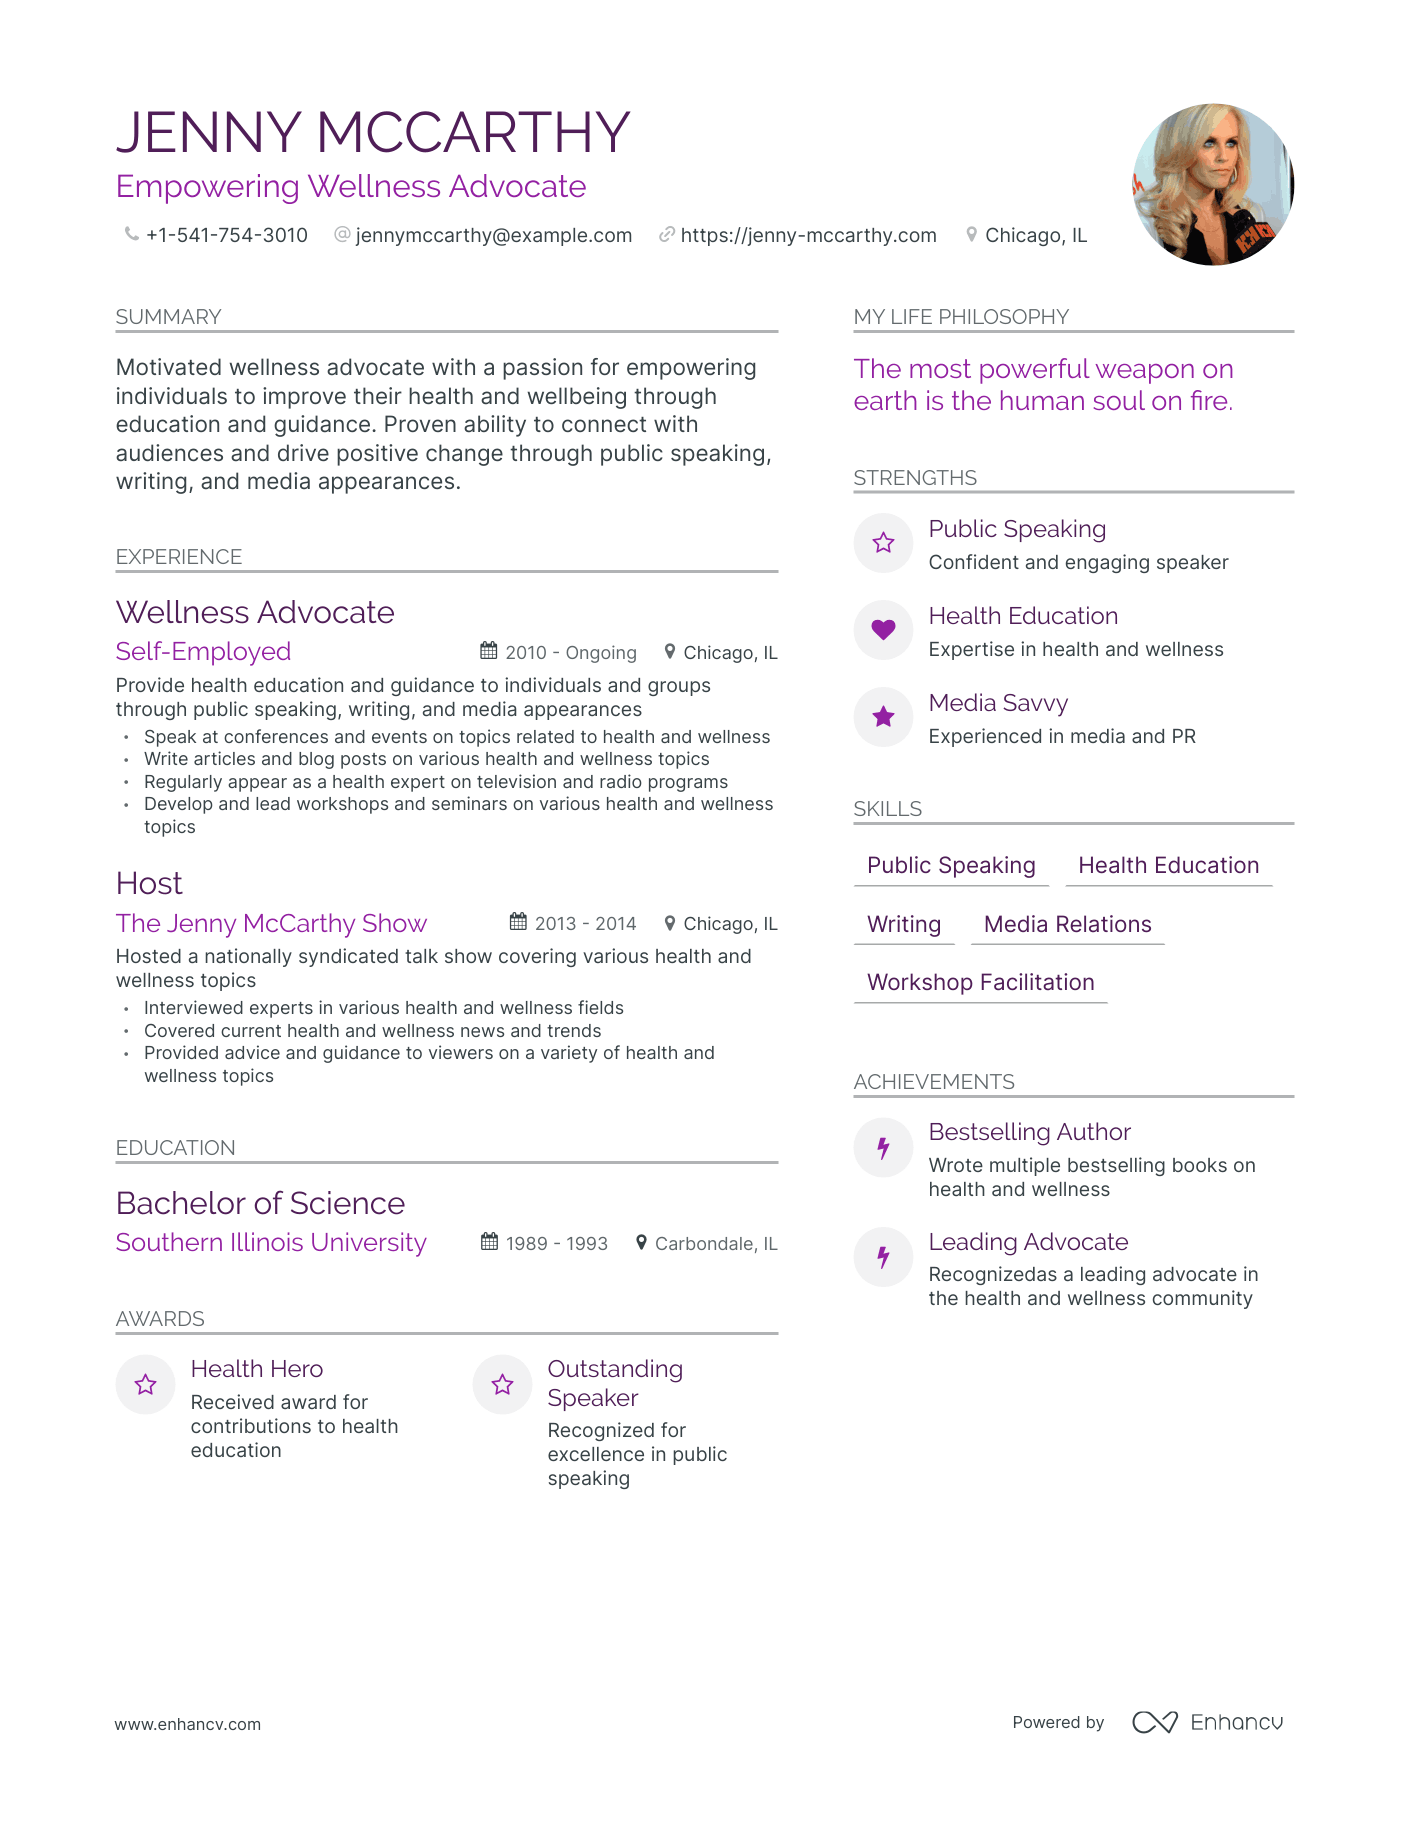 JENNY MCCARTHY
Empowering Wellness Advocate
+1-541-754-3010 @ jennymccarthy@example.com https://jenny-mccarthy.com Chicago, IL
SUMMARY
Motivated wellness advocate with a passion for empowering
individuals to improve their health and wellbeing through
education and guidance. Proven ability to connect with
audiences and drive positive change through public speaking,
writing, and media appearances.
EXPERIENCE
Wellness Advocate
Self-Employed 2010 - Ongoing Chicago, IL
Provide health education and guidance to individuals and groups
through public speaking, writing, and media appearances
• Speak at conferences and events on topics related to health and wellness
• Write articles and blog posts on various health and wellness topics
• Regularly appear as a health expert on television and radio programs
• Develop and lead workshops and seminars on various health and wellness
topics
Host
The Jenny McCarthy Show 2013 - 2014 Chicago, IL
Hosted a nationally syndicated talk show covering various health and
wellness topics
• Interviewed experts in various health and wellness fields
• Covered current health and wellness news and trends
• Provided advice and guidance to viewers on a variety of health and
wellness topics
EDUCATION
Bachelor of Science
Southern Illinois University 1989 - 1993 Carbondale, IL
AWARDS
Health Hero
Received award for
contributions to health
education
Outstanding
Speaker
Recognized for
excellence in public
speaking
MY LIFE PHILOSOPHY
The most powerful weapon on
earth is the human soul on fire.
STRENGTHS
Public Speaking
Confident and engaging speaker
Health Education
Expertise in health and wellness
Media Savvy
Experienced in media and PR
SKILLS
Public Speaking Health Education
Writing Media Relations
Workshop Facilitation
ACHIEVEMENTS
Bestselling Author
Wrote multiple bestselling books on
health and wellness
Leading Advocate
Recognizedas a leading advocate in
the health and wellness community
www.enhancv.com
Powered by Enhancv